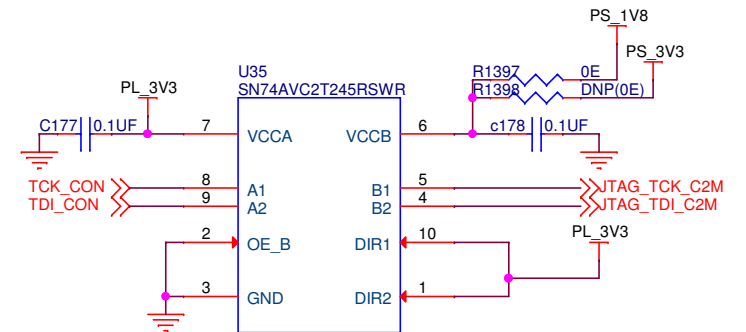 PS_1V8
PS_3V3
R1397 0E
R1398 DNP(0E)
U35
SN74AVC2T245RSWR
PL_3V3
C177 0.1UF
7 VCCA VCCB 6
c178 0.1UF
TCK_CON 8 A1 B1 5 JTAG_TCK_C2M
TDI_CON 9 A2 B2 4 JTAG_TDI_C2M
PL_3V3
2 OE_B DIR1 10
3 GND DIR2 1